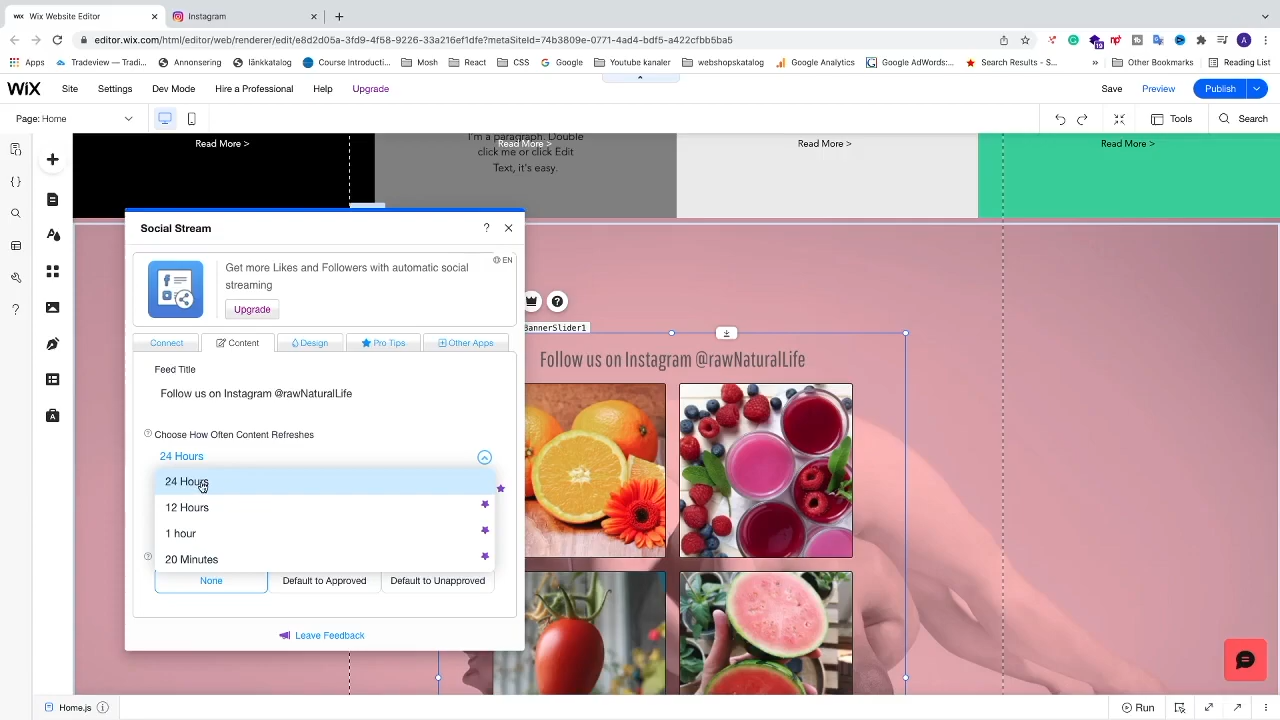 Wix Website Editor
Instagram
editor.wix.com/html/editor/web/renderer/edit/e8d2d05a-3fd9-4f58-9226-33a216ef1dfe?metaSiteId=74b3809e-0771-4ad4-bdf5-a422cfbb5ba5
A
Apps
Tradeview – Tradi...
Annonsering
länkkatalog
Course Introducti...
Mosh
React
CSS
Google
Youtube kanaler
webshopskatalog
Google Analytics
Google AdWords:...
Search Results - S...
»
Other Bookmarks
Reading List
WiX
Site
Settings
Dev Mode
Hire a Professional
Help
Upgrade
Save
Preview
Publish
Page: Home
Tools
Search
I'm a paragraph. Double
click me or click Edit
Text, it's easy.
Read More >
Read More >
Read More >
Read More >
Social Stream
?
EN
Get more Likes and Followers with automatic social
streaming
Upgrade
BannerSlider1
Connect
Content
Design
Pro Tips
Other Apps
Feed Title
Follow us on Instagram @rawNaturalLife
Follow us on Instagram @rawNaturalLife
Choose How Often Content Refreshes
24 Hours
24 Hours
12 Hours
1 hour
20 Minutes
None
Default to Approved
Default to Unapproved
Leave Feedback
Home.js
Run